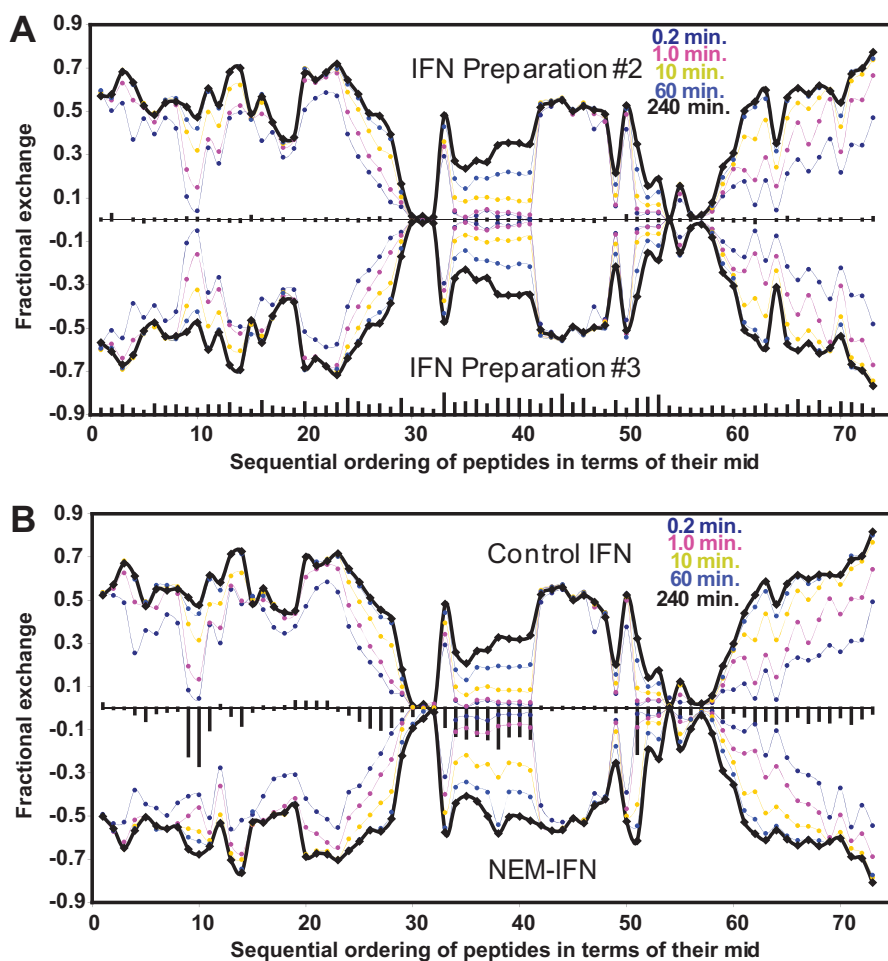 A
0.9
0.7
0.5
0.3
0.1
-0.1
-0.3
-0.5
-0.7
-0.9
Fractional exchange
IFN Preparation #2
0.2 min.
1.0 min.
10 min.
60 min.
240 min.
IFN Preparation #3
0 10 20 30 40 50 60 70
Sequential ordering of peptides in terms of their mid
B
0.9
0.7
0.5
0.3
0.1
-0.1
-0.3
-0.5
-0.7
-0.9
Fractional exchange
Control IFN
0.2 min.
1.0 min.
10 min.
60 min.
240 min.
NEM-IFN
0 10 20 30 40 50 60 70
Sequential ordering of peptides in terms of their mid